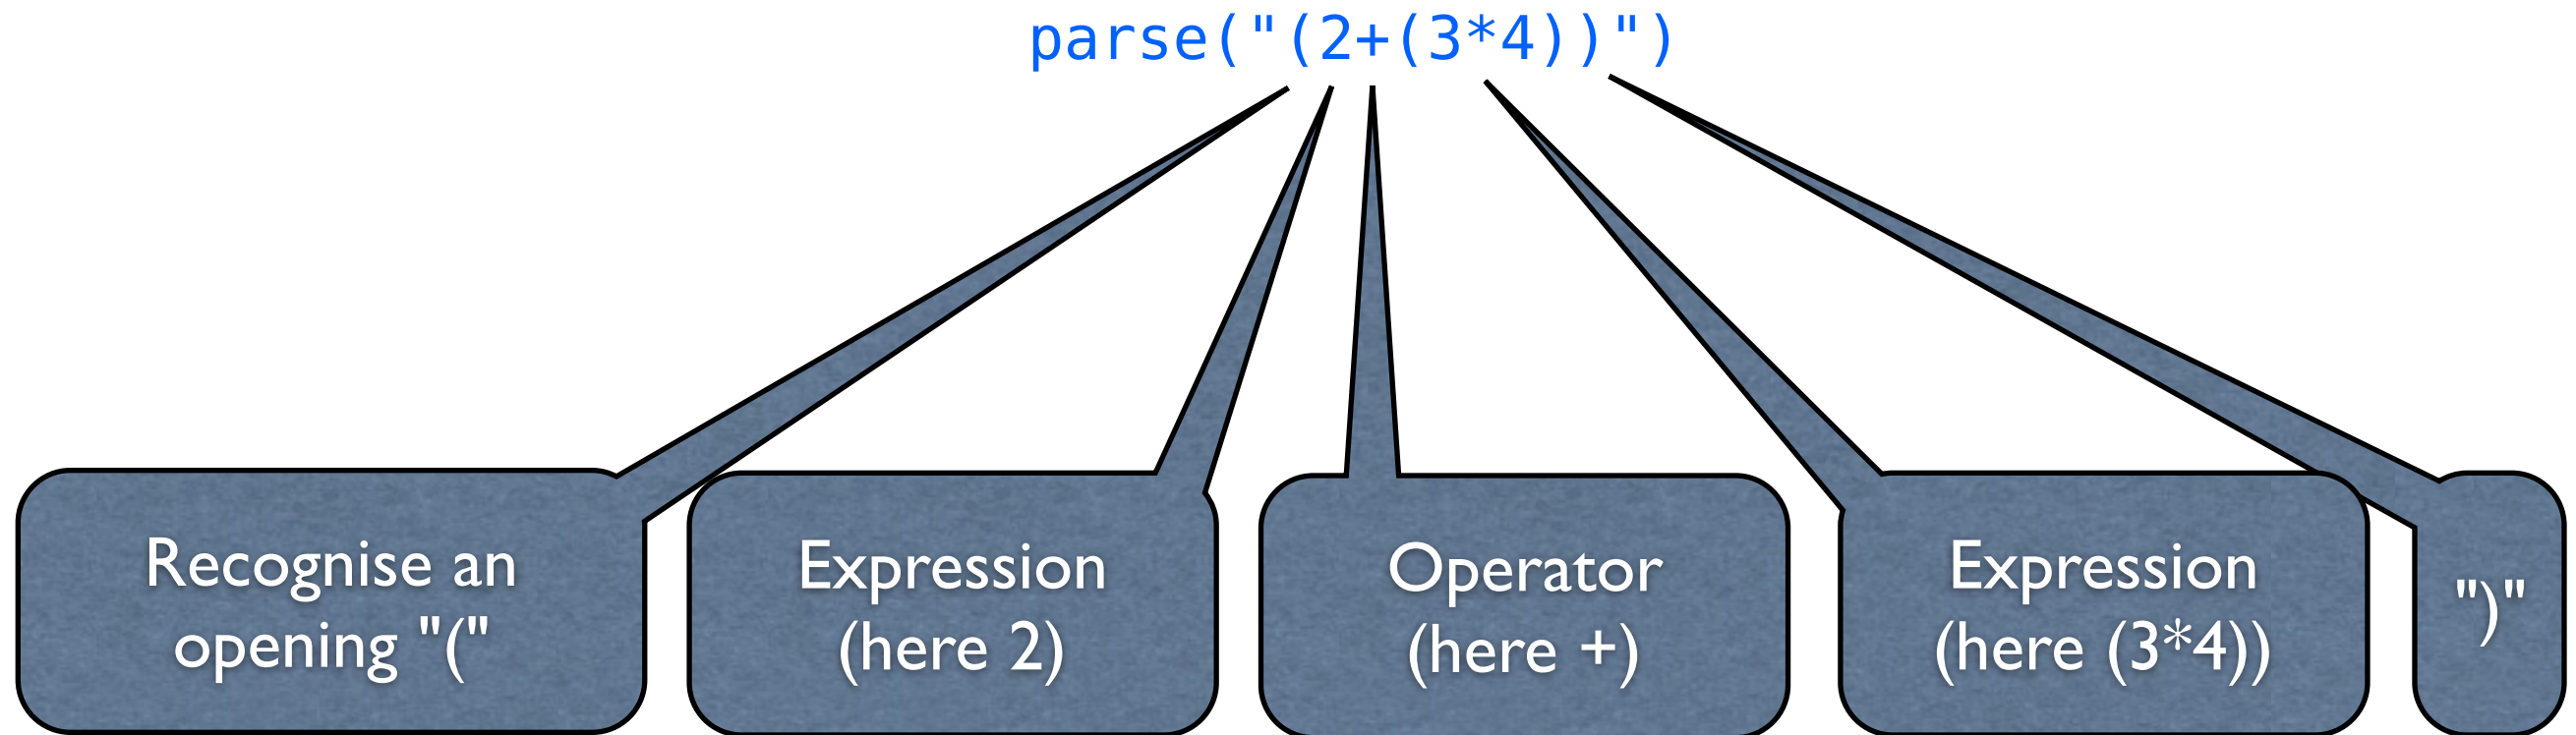 parse("(2+(3*4))")
Recognise an
opening "("
Expression
(here 2)
Operator
(here +)
Expression
(here (3*4))
")"